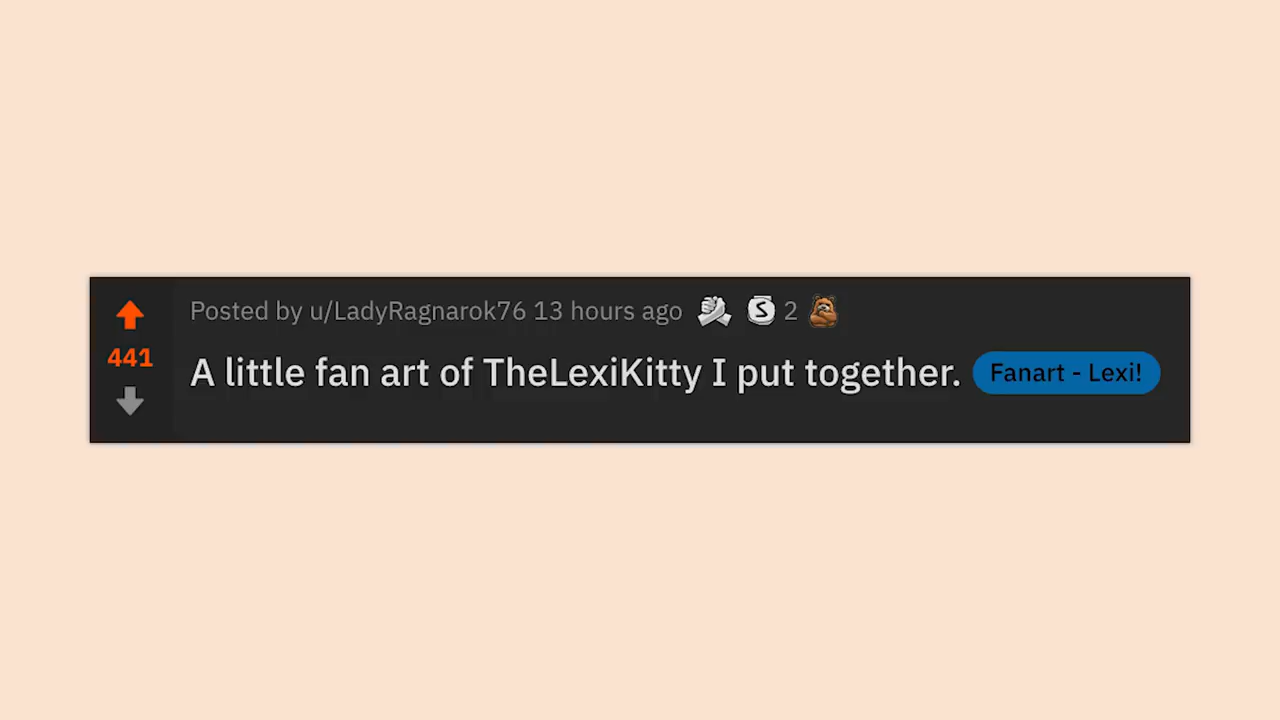 Posted by u/LadyRagnarok76 13 hours ago S 2
441
A little fan art of TheLexiKitty I put together. Fanart - Lexi!